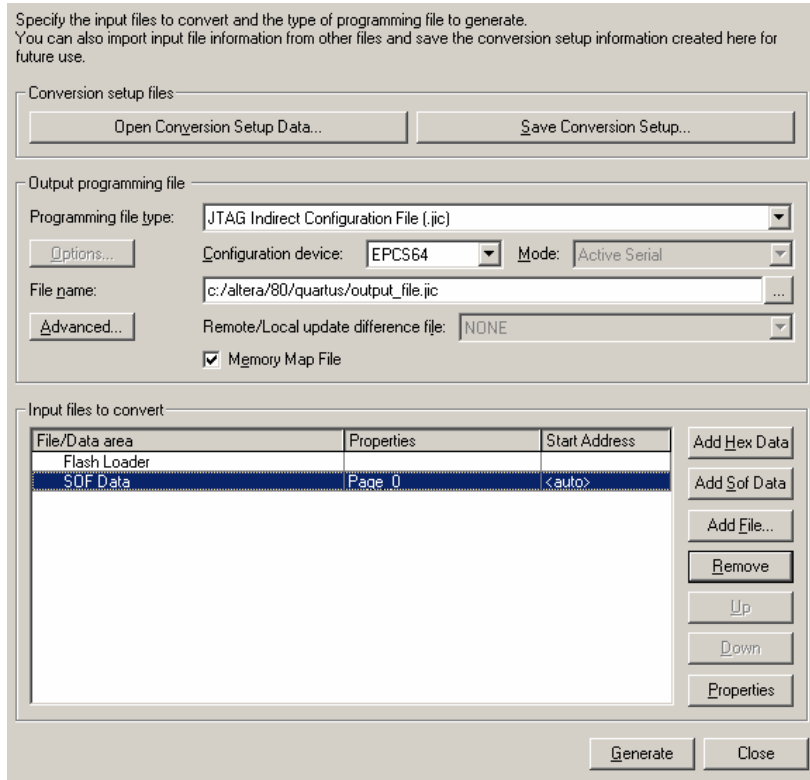 Specify the input files to convert and the type of programming file to generate.
You can also import input file information from other files and save the conversion setup information created here for
future use.
Conversion setup files
Open Conversion Setup Data... Save Conversion Setup...
Output programming file
Programming file type: JTAG Indirect Configuration File (.jic)
Options... Configuration device: EPCS64 Mode: Active Serial
File name: c:/altera/80/quartus/output_file.jic ...
Advanced... Remote/Local update difference file: NONE
Memory Map File
Input files to convert
File/Data area Properties Start Address
Flash Loader
SOF Data Page_0 <auto>
Add Hex Data
Add Sof Data
Add File...
Remove
Up
Down
Properties
Generate Close